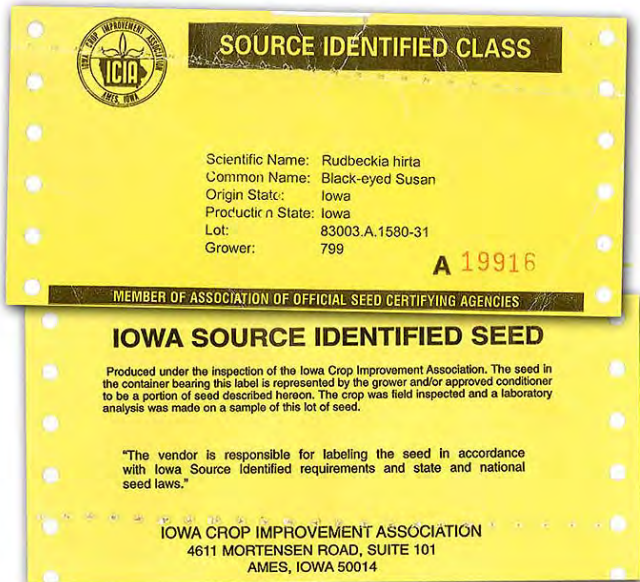 IOWA CROP IMPROVEMENT ASSOCIATION
ICIA
AMES, IOWA
SOURCE IDENTIFIED CLASS
Scientific Name: Rudbeckia hirta
Common Name: Black-eyed Susan
Origin State: Iowa
Production State: Iowa
Lot: 83003.A.1580-31
Grower: 799
A 19916
MEMBER OF ASSOCIATION OF OFFICIAL SEED CERTIFYING AGENCIES
IOWA SOURCE IDENTIFIED SEED
Produced under the inspection of the Iowa Crop Improvement Association. The seed in
the container bearing this label is represented by the grower and/or approved conditioner
to be a portion of seed described hereon. The crop was field inspected and a laboratory
analysis was made on a sample of this lot of seed.
"The vendor is responsible for labeling the seed in accordance
with Iowa Source Identified requirements and state and national
seed laws."
IOWA CROP IMPROVEMENT ASSOCIATION
4611 MORTENSEN ROAD, SUITE 101
AMES, IOWA 50014